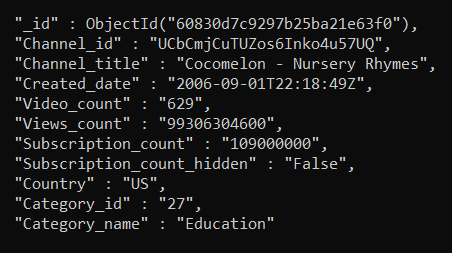 "_id" : ObjectId("60830d7c9297b25ba21e63f0"),
"Channel_id" : "UCbCmjCuTUZos6Inko4u57UQ",
"Channel_title" : "Cocomelon - Nursery Rhymes",
"Created_date" : "2006-09-01T22:18:49Z",
"Video_count" : "629",
"Views_count" : "99306304600",
"Subscription_count" : "109000000",
"Subscription_count_hidden" : "False",
"Country" : "US",
"Category_id" : "27",
"Category_name" : "Education"